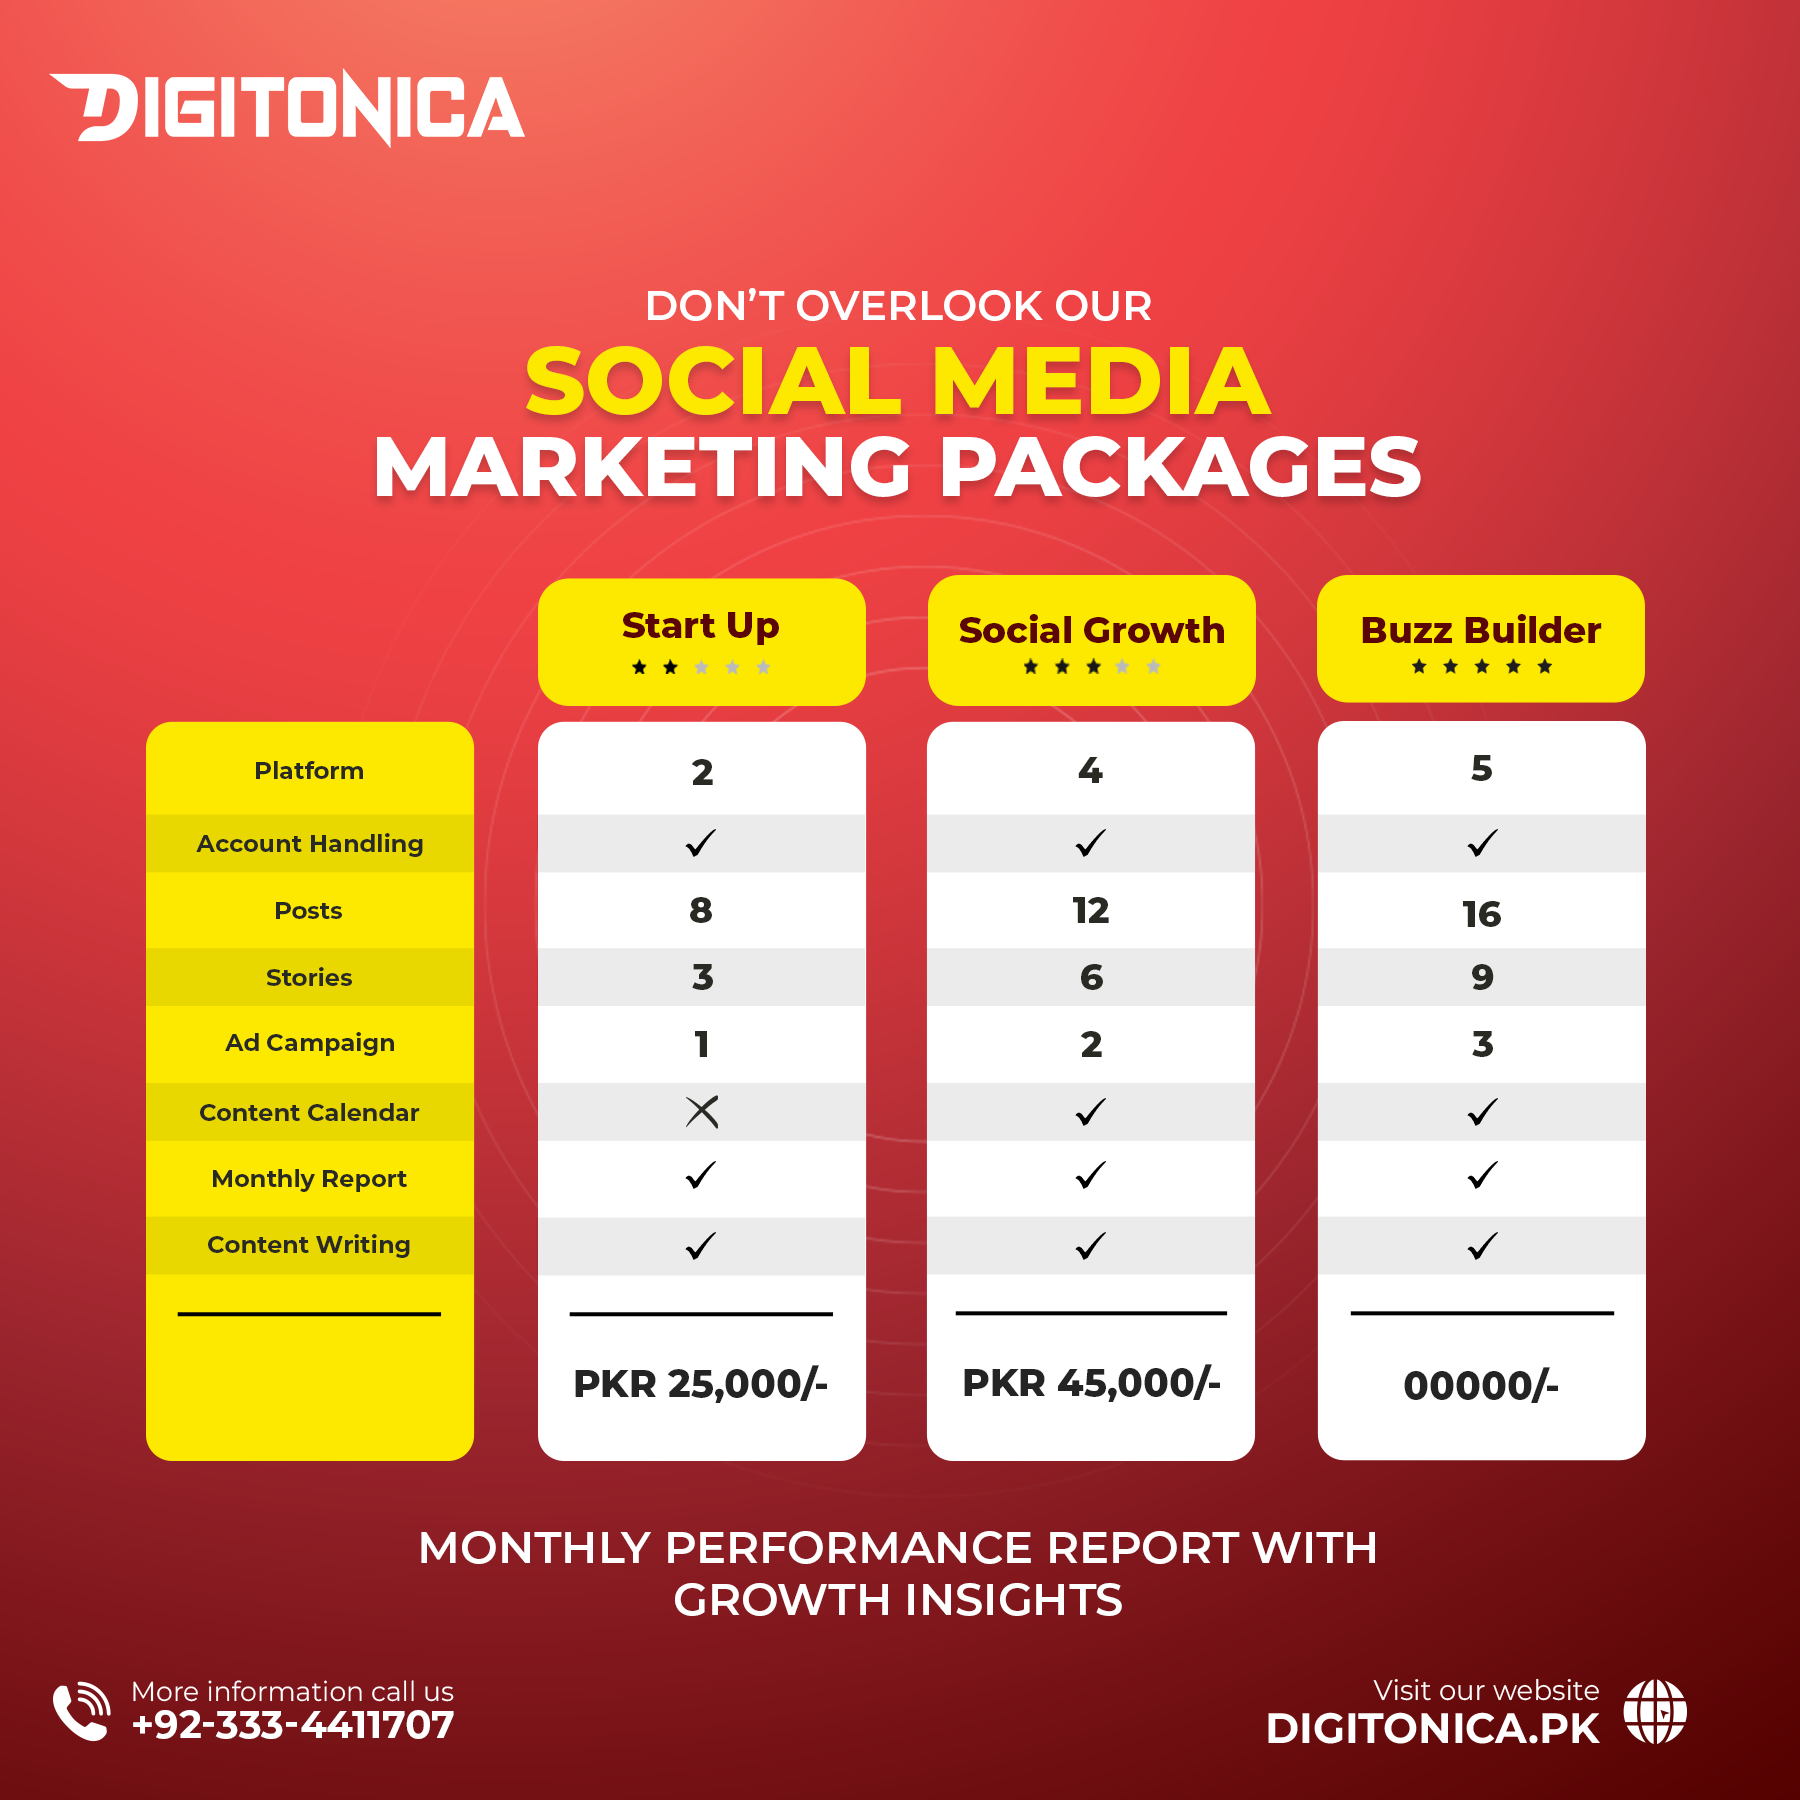 DIGITONICA
DON'T OVERLOOK OUR
SOCIAL MEDIA
MARKETING PACKAGES
Start Up
Social Growth
Buzz Builder
Platform 2 4 5
Account Handling ✓ ✓ ✓
Posts 8 12 16
Stories 3 6 9
Ad Campaign 1 2 3
Content Calendar ✗ ✓ ✓
Monthly Report ✓ ✓ ✓
Content Writing ✓ ✓ ✓
PKR 25,000/- PKR 45,000/- 00000/-
MONTHLY PERFORMANCE REPORT WITH
GROWTH INSIGHTS
More information call us
+92-333-4411707
Visit our website
DIGITONICA.PK